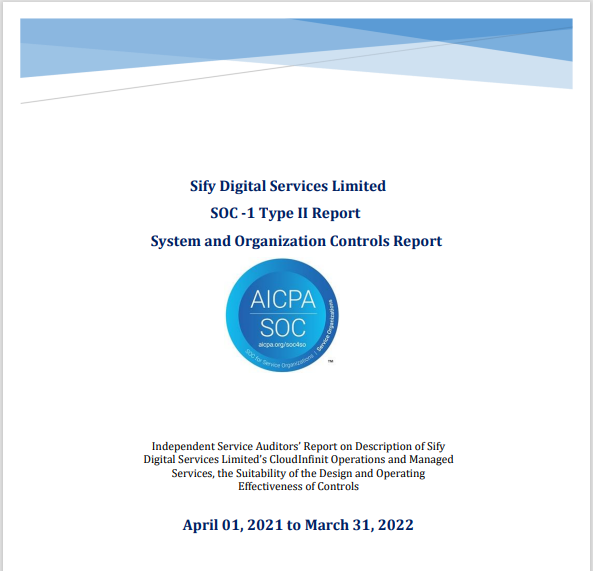 Sify Digital Services Limited
SOC -1 Type II Report
System and Organization Controls Report
AICPA
SOC
aicpa.org/soc4so
SOC for Service Organizations | Service Organizations
™
Independent Service Auditors' Report on Description of Sify
Digital Services Limited's CloudInfinit Operations and Managed
Services, the Suitability of the Design and Operating
Effectiveness of Controls
April 01, 2021 to March 31, 2022